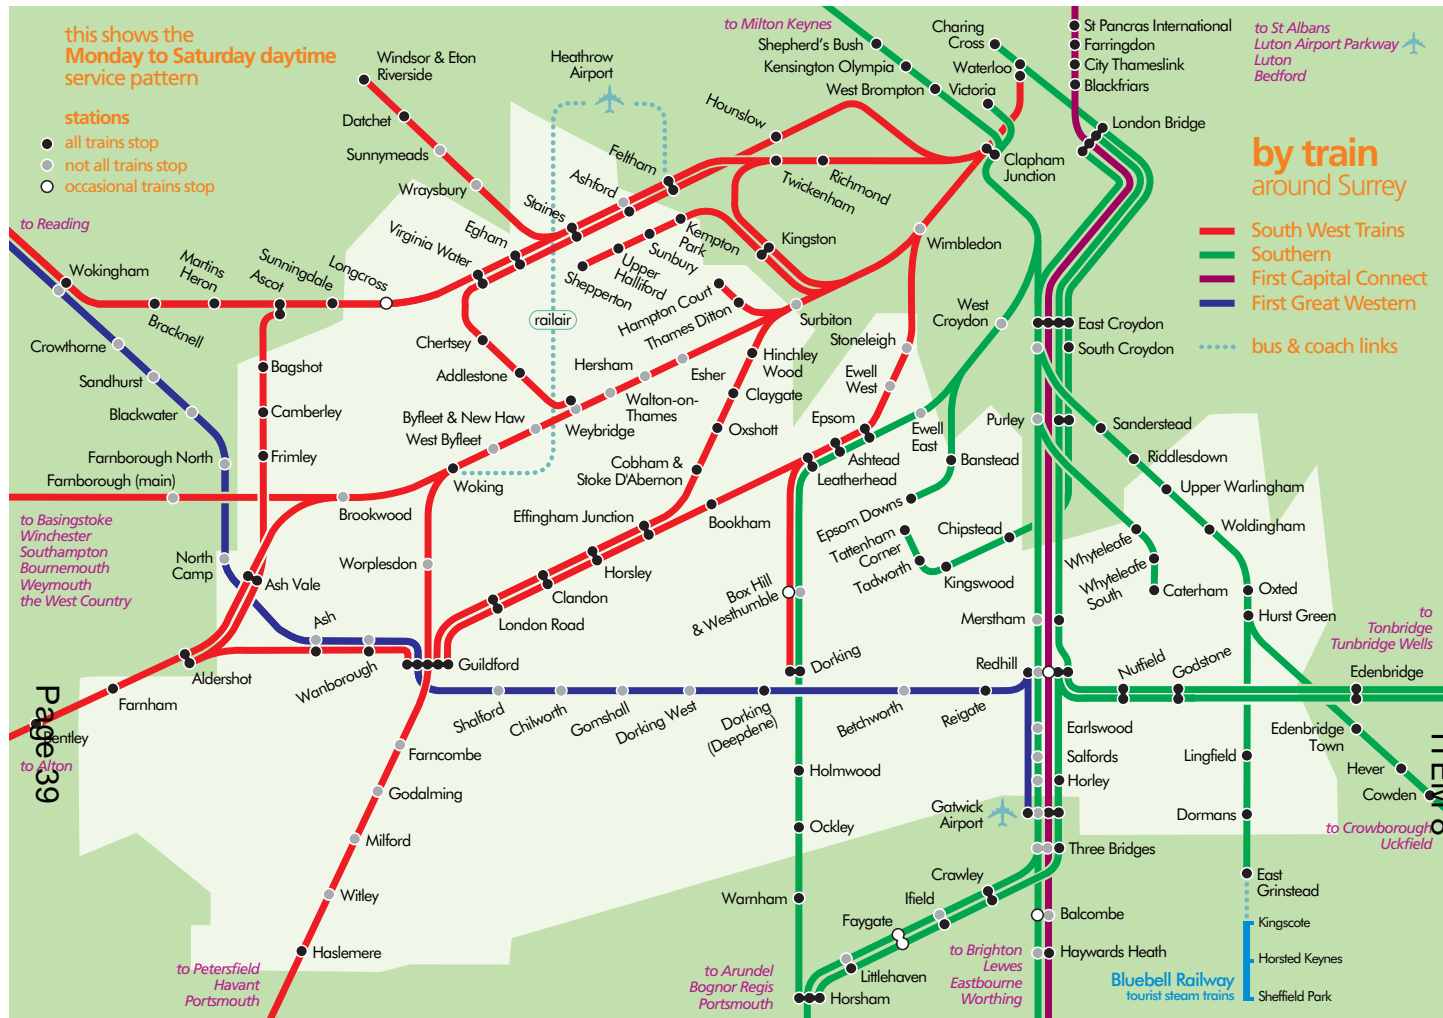 this shows the
Monday to Saturday daytime
service pattern
stations
all trains stop
not all trains stop
occasional trains stop
by train
around Surrey
South West Trains
Southern
First Capital Connect
First Great Western
bus & coach links
to Milton Keynes
Shepherd's Bush
Kensington Olympia
West Brompton
Charing
Cross
Waterloo
Victoria
St Pancras International
Farringdon
City Thameslink
Blackfriars
London Bridge
to St Albans
Luton Airport Parkway
Luton
Bedford
Windsor & Eton
Riverside
Datchet
Sunnymeads
Wraysbury
Heathrow
Airport
Hounslow
Feltham
Ashford
Staines
Egham
Virginia Water
Longcross
Sunningdale
Ascot
Martins
Heron
Bracknell
Wokingham
to Reading
Clapham
Junction
Richmond
Twickenham
Kingston
Wimbledon
Kempton
Park
Sunbury
Upper
Halliford
Shepperton
Hampton Court
Thames Ditton
Surbiton
railair
Chertsey
Addlestone
Hersham
Esher
Walton-on-
Thames
Weybridge
Byfleet & New Haw
West Byfleet
Woking
Hinchley
Wood
Claygate
Oxshott
Cobham &
Stoke D'Abernon
Stoneleigh
Ewell
West
Epsom
Ewell
East
Ashtead
Leatherhead
Bookham
Effingham Junction
Horsley
Clandon
London Road
Guildford
West
Croydon
East Croydon
South Croydon
Purley
Banstead
Epsom Downs
Tattenham
Corner
Tadworth
Kingswood
Chipstead
Sanderstead
Riddlesdown
Upper Warlingham
Woldingham
Whyteleafe
Whyteleafe
South
Caterham
Oxted
Hurst Green
to
Tonbridge
Tunbridge Wells
Edenbridge
Nutfield
Godstone
Edenbridge
Town
Hever
Cowden
to Crowborough
Uckfield
Lingfield
Dormans
East
Grinstead
Kingscote
Horsted Keynes
Sheffield Park
Bluebell Railway
tourist steam trains
Crowthorne
Sandhurst
Blackwater
Farnborough North
Farnborough (main)
Bagshot
Camberley
Frimley
Brookwood
to Basingstoke
Winchester
Southampton
Bournemouth
Weymouth
the West Country
North
Camp
Ash Vale
Ash
Wanborough
Aldershot
Farnham
Bentley
to Alton
Page 39
Worplesdon
Shalford
Chilworth
Gomshall
Dorking West
Dorking
(Deepdene)
Betchworth
Reigate
Box Hill
& Westhumble
Dorking
Holmwood
Ockley
Warnham
Merstham
Redhill
Earlswood
Salfords
Horley
Gatwick
Airport
Three Bridges
Crawley
Ifield
Faygate
Littlehaven
Horsham
Balcombe
Haywards Heath
to Brighton
Lewes
Eastbourne
Worthing
to Arundel
Bognor Regis
Portsmouth
Farncombe
Godalming
Milford
Witley
Haslemere
to Petersfield
Havant
Portsmouth